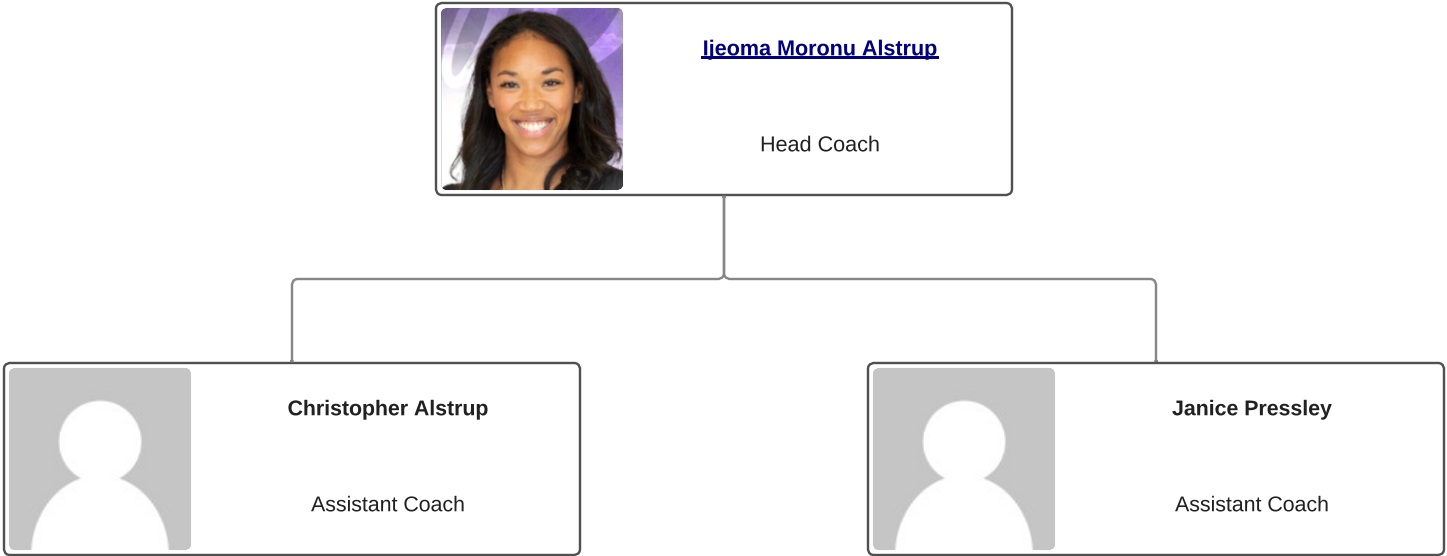 Ijeoma Moronu Alstrup
Head Coach
Christopher Alstrup
Assistant Coach
Janice Pressley
Assistant Coach